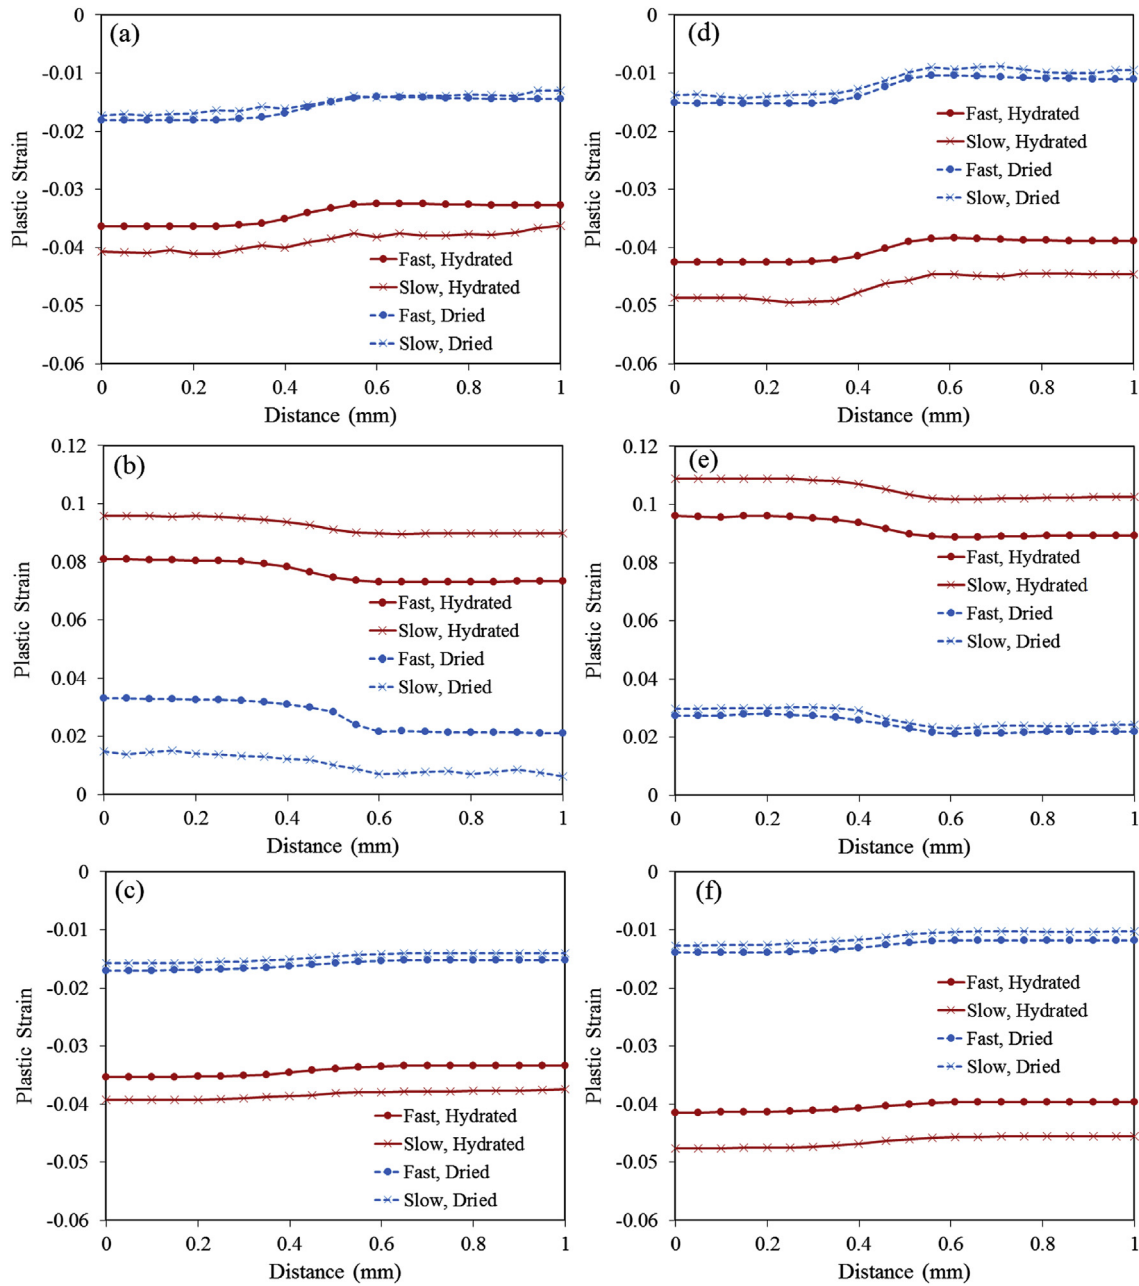 (a)
0
-0.01
-0.02
-0.03
-0.04
-0.05
-0.06
Plastic Strain
Fast, Hydrated
Slow, Hydrated
Fast, Dried
Slow, Dried
0 0.2 0.4 0.6 0.8 1
Distance (mm)
(d)
0
-0.01
-0.02
-0.03
-0.04
-0.05
-0.06
Plastic Strain
Fast, Hydrated
Slow, Hydrated
Fast, Dried
Slow, Dried
0 0.2 0.4 0.6 0.8 1
Distance (mm)
(b)
0.12
0.1
0.08
0.06
0.04
0.02
0
Plastic Strain
Fast, Hydrated
Slow, Hydrated
Fast, Dried
Slow, Dried
0 0.2 0.4 0.6 0.8 1
Distance (mm)
(e)
0.12
0.1
0.08
0.06
0.04
0.02
0
Plastic Strain
Fast, Hydrated
Slow, Hydrated
Fast, Dried
Slow, Dried
0 0.2 0.4 0.6 0.8 1
Distance (mm)
(c)
0
-0.01
-0.02
-0.03
-0.04
-0.05
-0.06
Plastic Strain
Fast, Hydrated
Slow, Hydrated
Fast, Dried
Slow, Dried
0 0.2 0.4 0.6 0.8 1
Distance (mm)
(f)
0
-0.01
-0.02
-0.03
-0.04
-0.05
-0.06
Plastic Strain
Fast, Hydrated
Slow, Hydrated
Fast, Dried
Slow, Dried
0 0.2 0.4 0.6 0.8 1
Distance (mm)